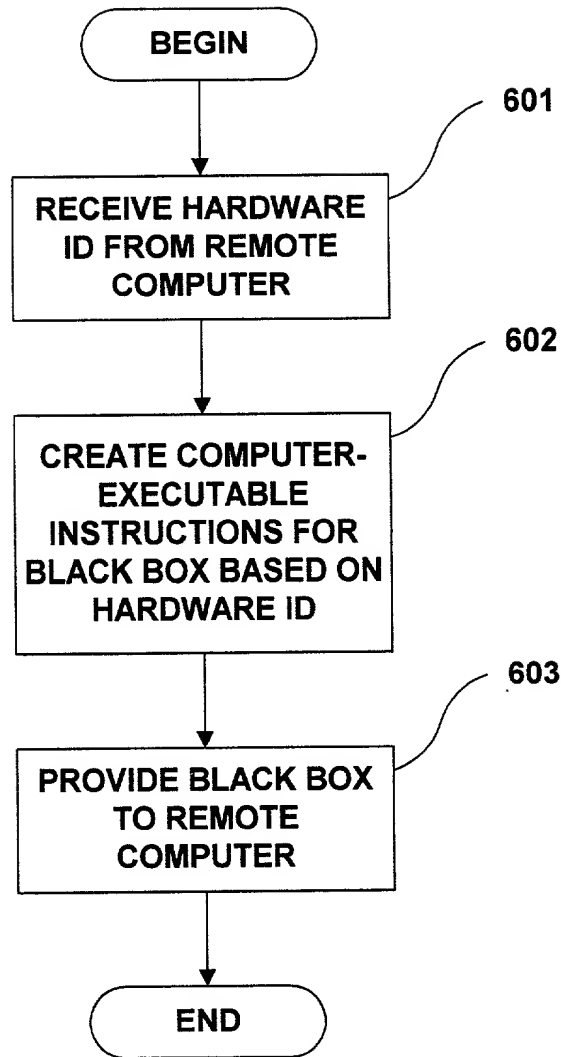 BEGIN
601
RECEIVE HARDWARE
ID FROM REMOTE
COMPUTER
602
CREATE COMPUTER-
EXECUTABLE
INSTRUCTIONS FOR
BLACK BOX BASED ON
HARDWARE ID
603
PROVIDE BLACK BOX
TO REMOTE
COMPUTER
END